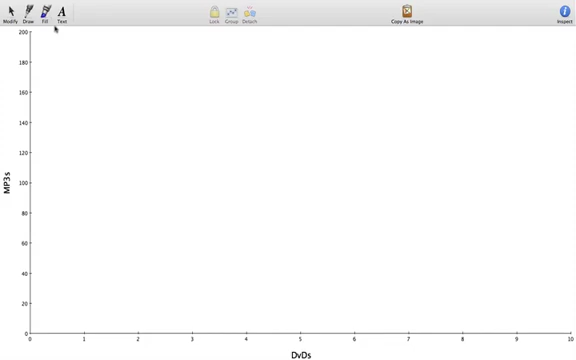 Modify Draw Fill Text Lock Group Detach Copy As Image Inspect
200
180
160
140
120
100
80
60
40
20
0
MP3s
0 1 2 3 4 5 6 7 8 9 10
DvDs